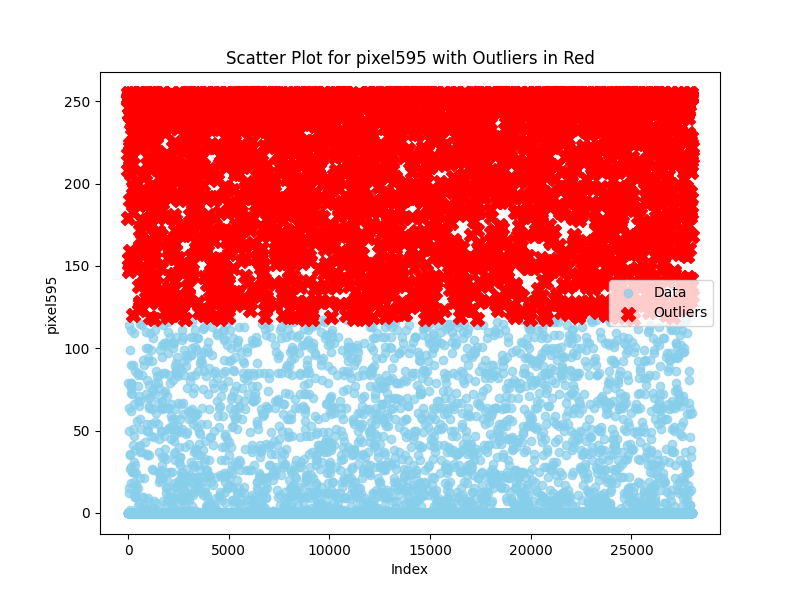 Scatter Plot for pixel595 with Outliers in Red
250
200
150
100
50
0
pixel595
Data
Outliers
0 5000 10000 15000 20000 25000
Index